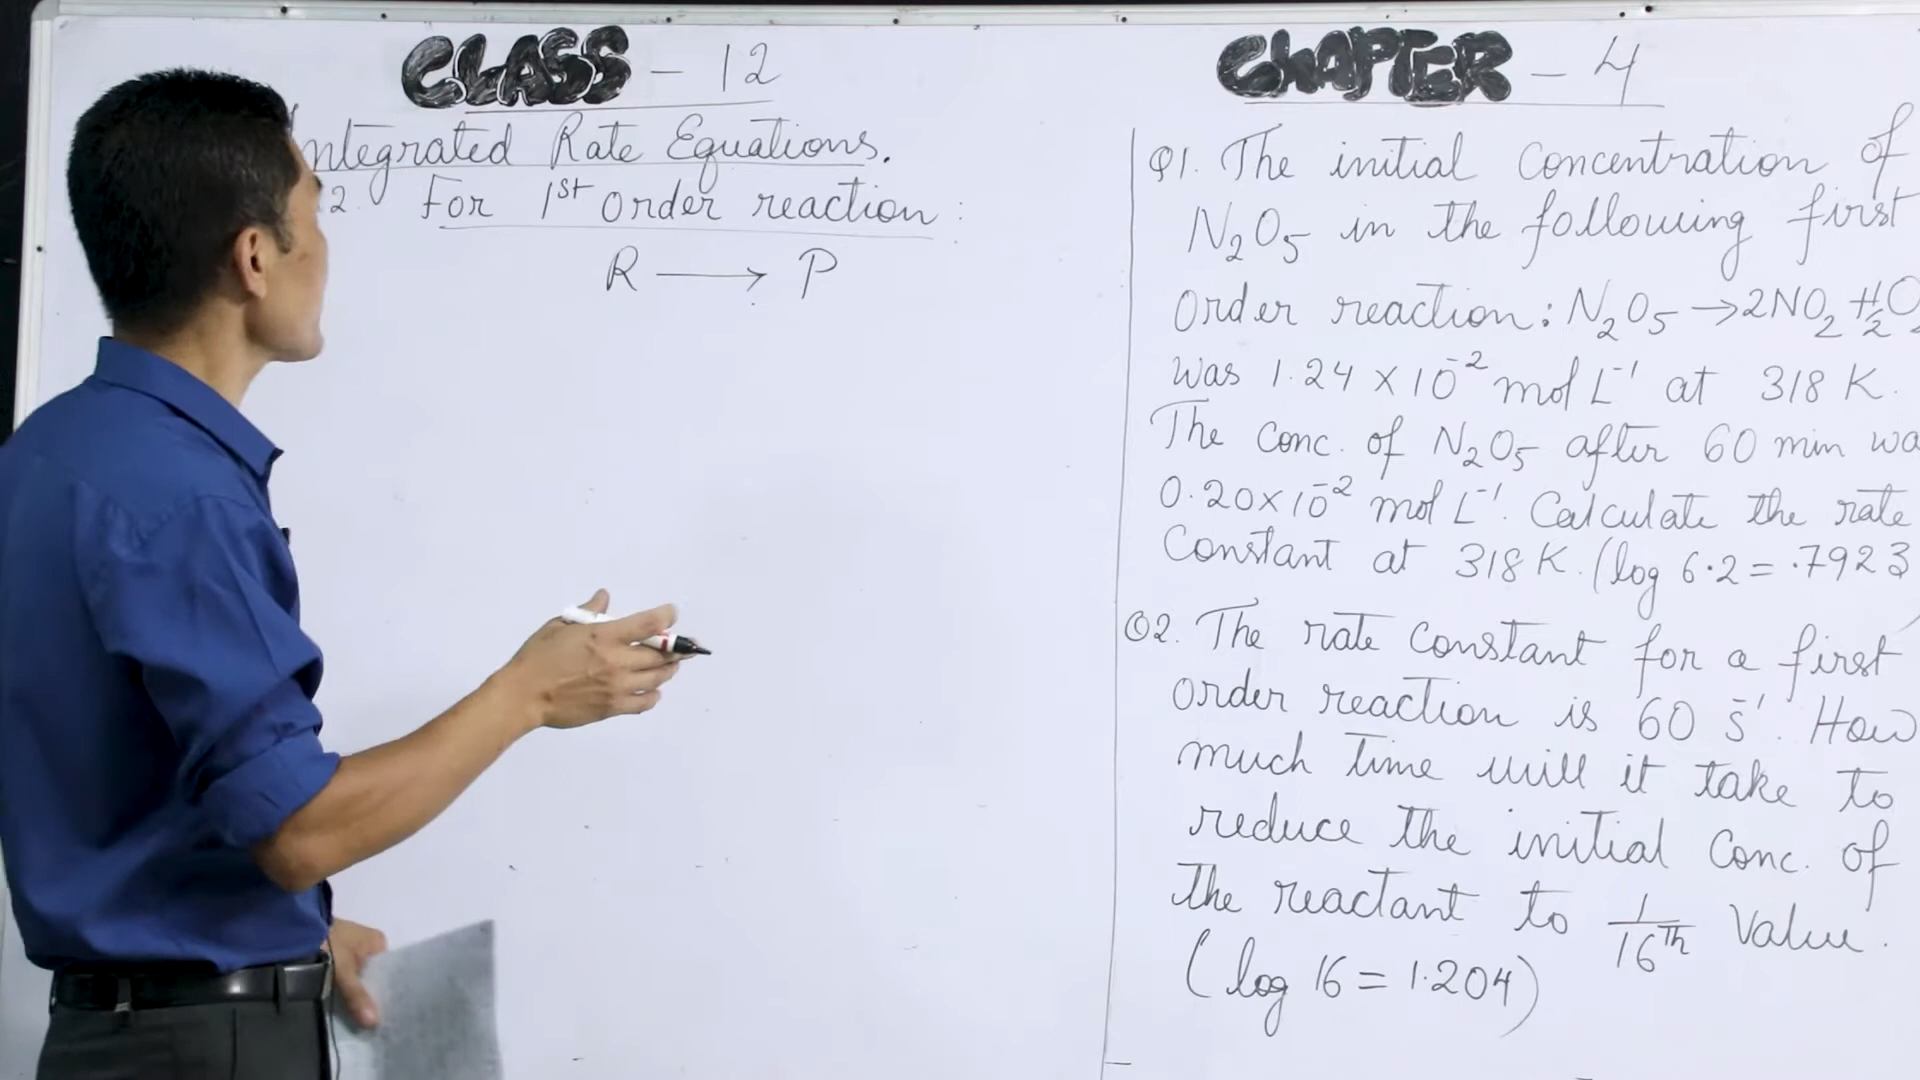 CLASS - 12
ntegrated Rate Equations.
2. For 1st order reaction :
R ⟶ P
CHAPTER - 4
Q1. The initial Concentration of
N₂O₅ in the following first
order reaction: N₂O₅ → 2NO₂ + ½O₂
was 1.24 × 10⁻² mol L⁻¹ at 318 K.
The conc. of N₂O₅ after 60 min wa
0.20×10⁻² mol L⁻¹. Calculate the rate
Constant at 318 K. (log 6.2 = .7923
Q2. The rate Constant for a first
order reaction is 60 s⁻¹. How
much time will it take to
reduce the initial Conc. of
the reactant to 1/16th Value.
(log 16 = 1.204)